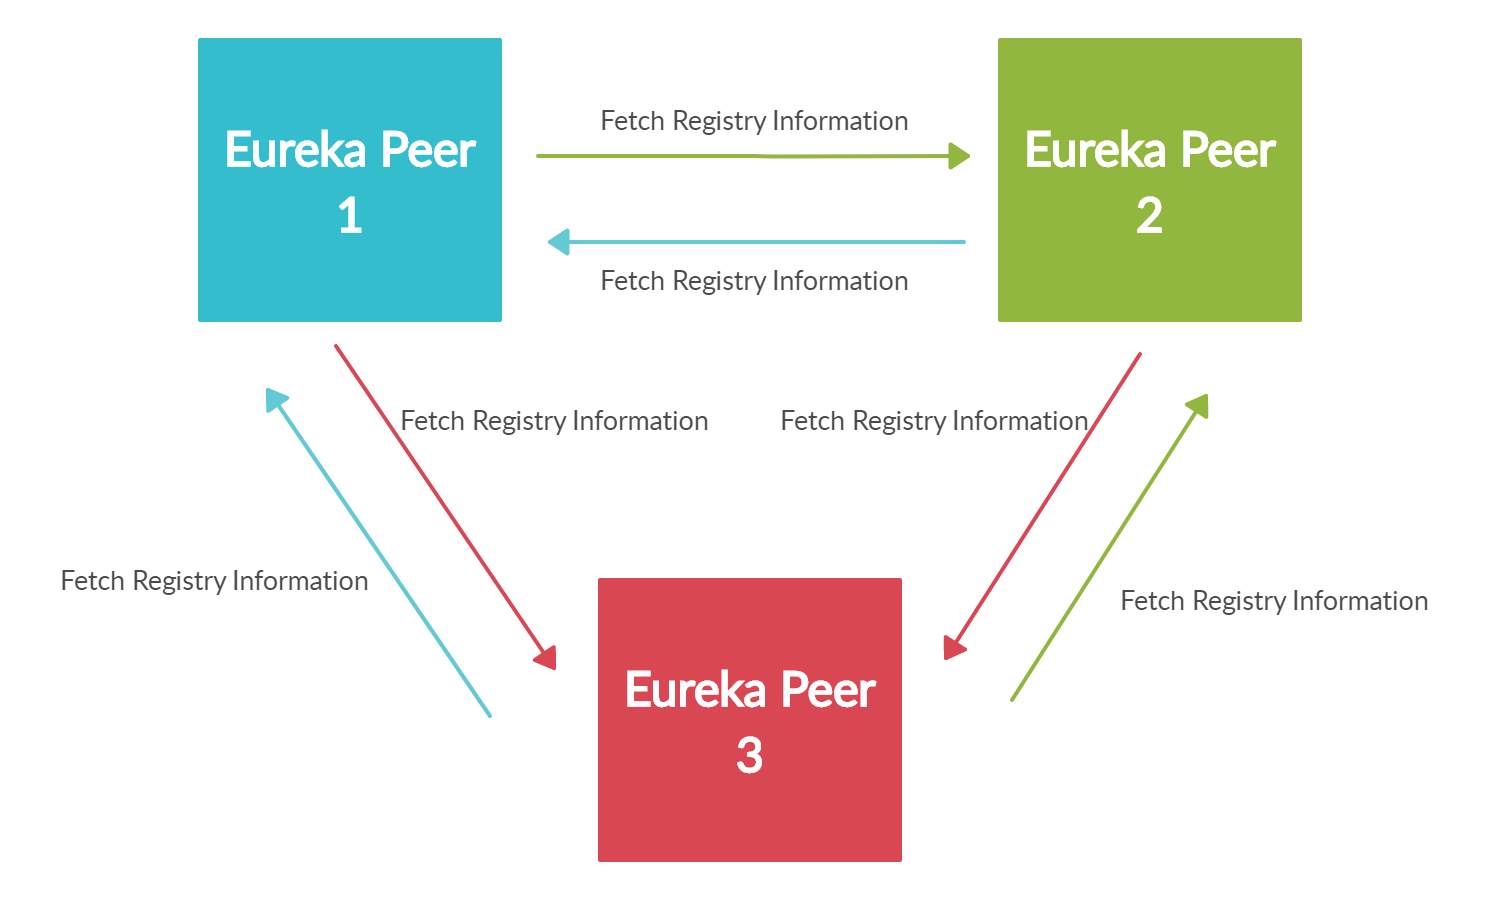 Eureka Peer
1
Fetch Registry Information
Fetch Registry Information
Eureka Peer
2
Fetch Registry Information
Fetch Registry Information
Fetch Registry Information
Fetch Registry Information
Eureka Peer
3